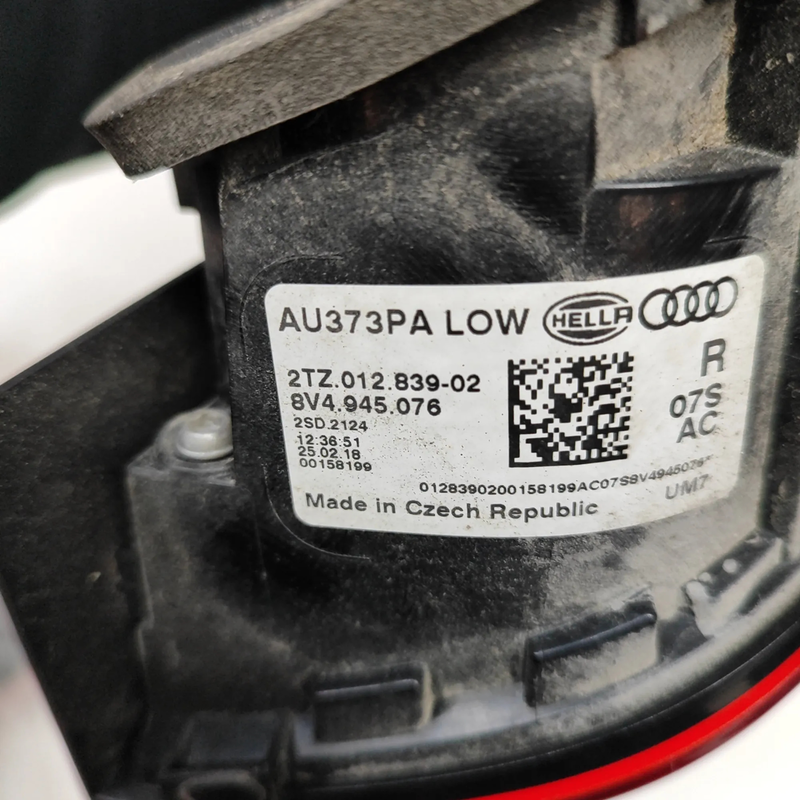 AU373PA LOW HELLA
2TZ.012.839-02
8V4.945.076
2SD.2124
12:36:51
25.02.18
00158199
R
07S
AC
0128390200158199AC07S8V4945076*
UM7
Made in Czech Republic